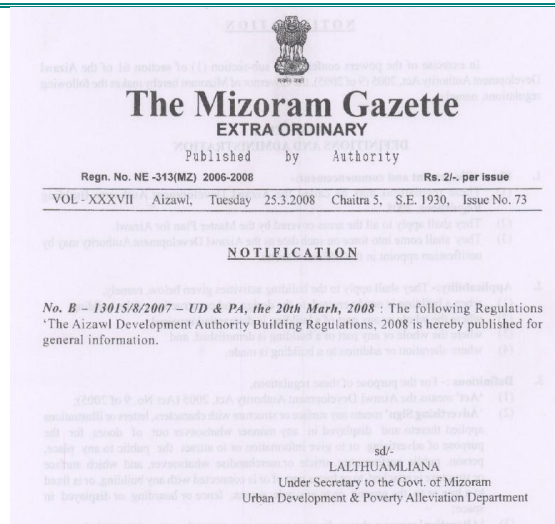 The Mizoram Gazette
EXTRA ORDINARY
Published by Authority
Regn. No. NE -313(MZ) 2006-2008 Rs. 2/-. per issue
VOL - XXXVII Aizawl, Tuesday 25.3.2008 Chaitra 5, S.E. 1930, Issue No. 73
NOTIFICATION
No. B – 13015/8/2007 – UD & PA, the 20th Marh, 2008 : The following Regulations
‘The Aizawl Development Authority Building Regulations, 2008 is hereby published for
general information.
sd/-
LALTHUAMLIANA
Under Secretary to the Govt. of Mizoram
Urban Development & Poverty Alleviation Department